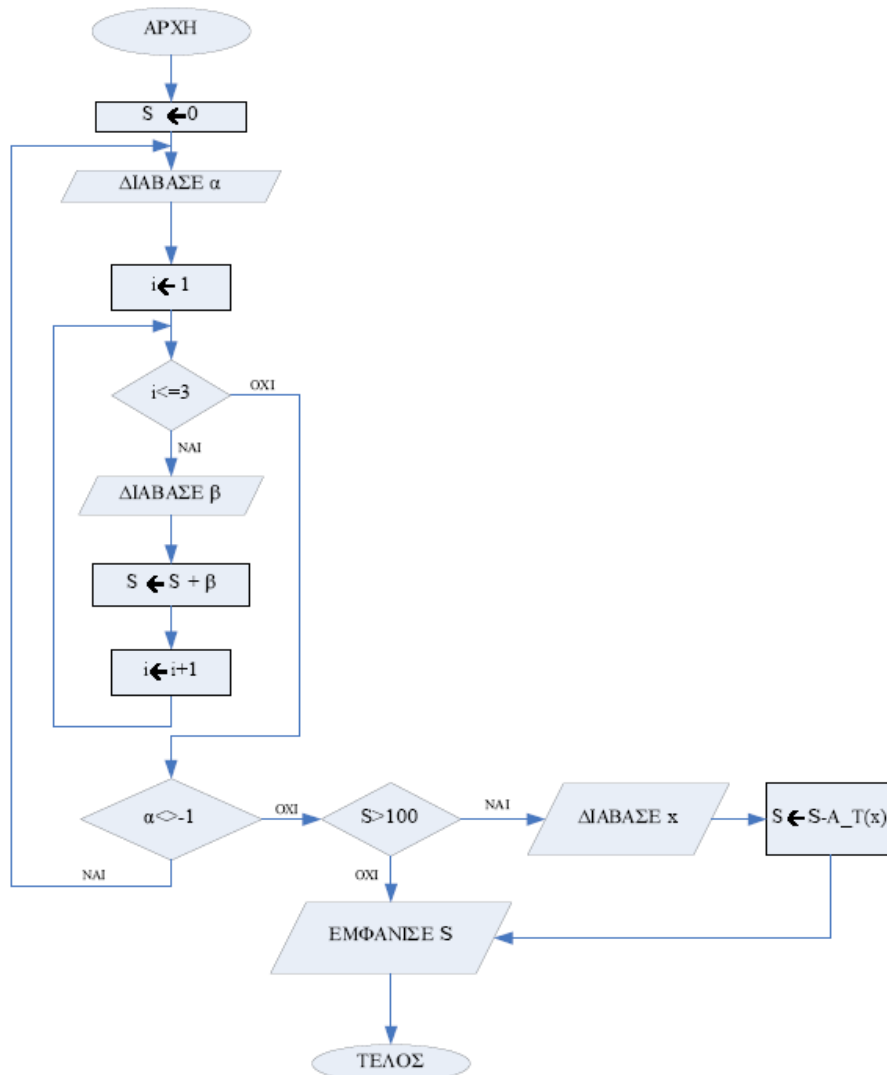 ΑΡΧΗ
S ← 0
ΔΙΑΒΑΣΕ α
i ← 1
i<=3
ΟΧΙ
ΝΑΙ
ΔΙΑΒΑΣΕ β
S ← S + β
i ← i+1
α<>-1
ΟΧΙ
ΝΑΙ
S>100
ΝΑΙ
ΟΧΙ
ΔΙΑΒΑΣΕ x
S ← S-A_T(x)
ΕΜΦΑΝΙΣΕ S
ΤΕΛΟΣ